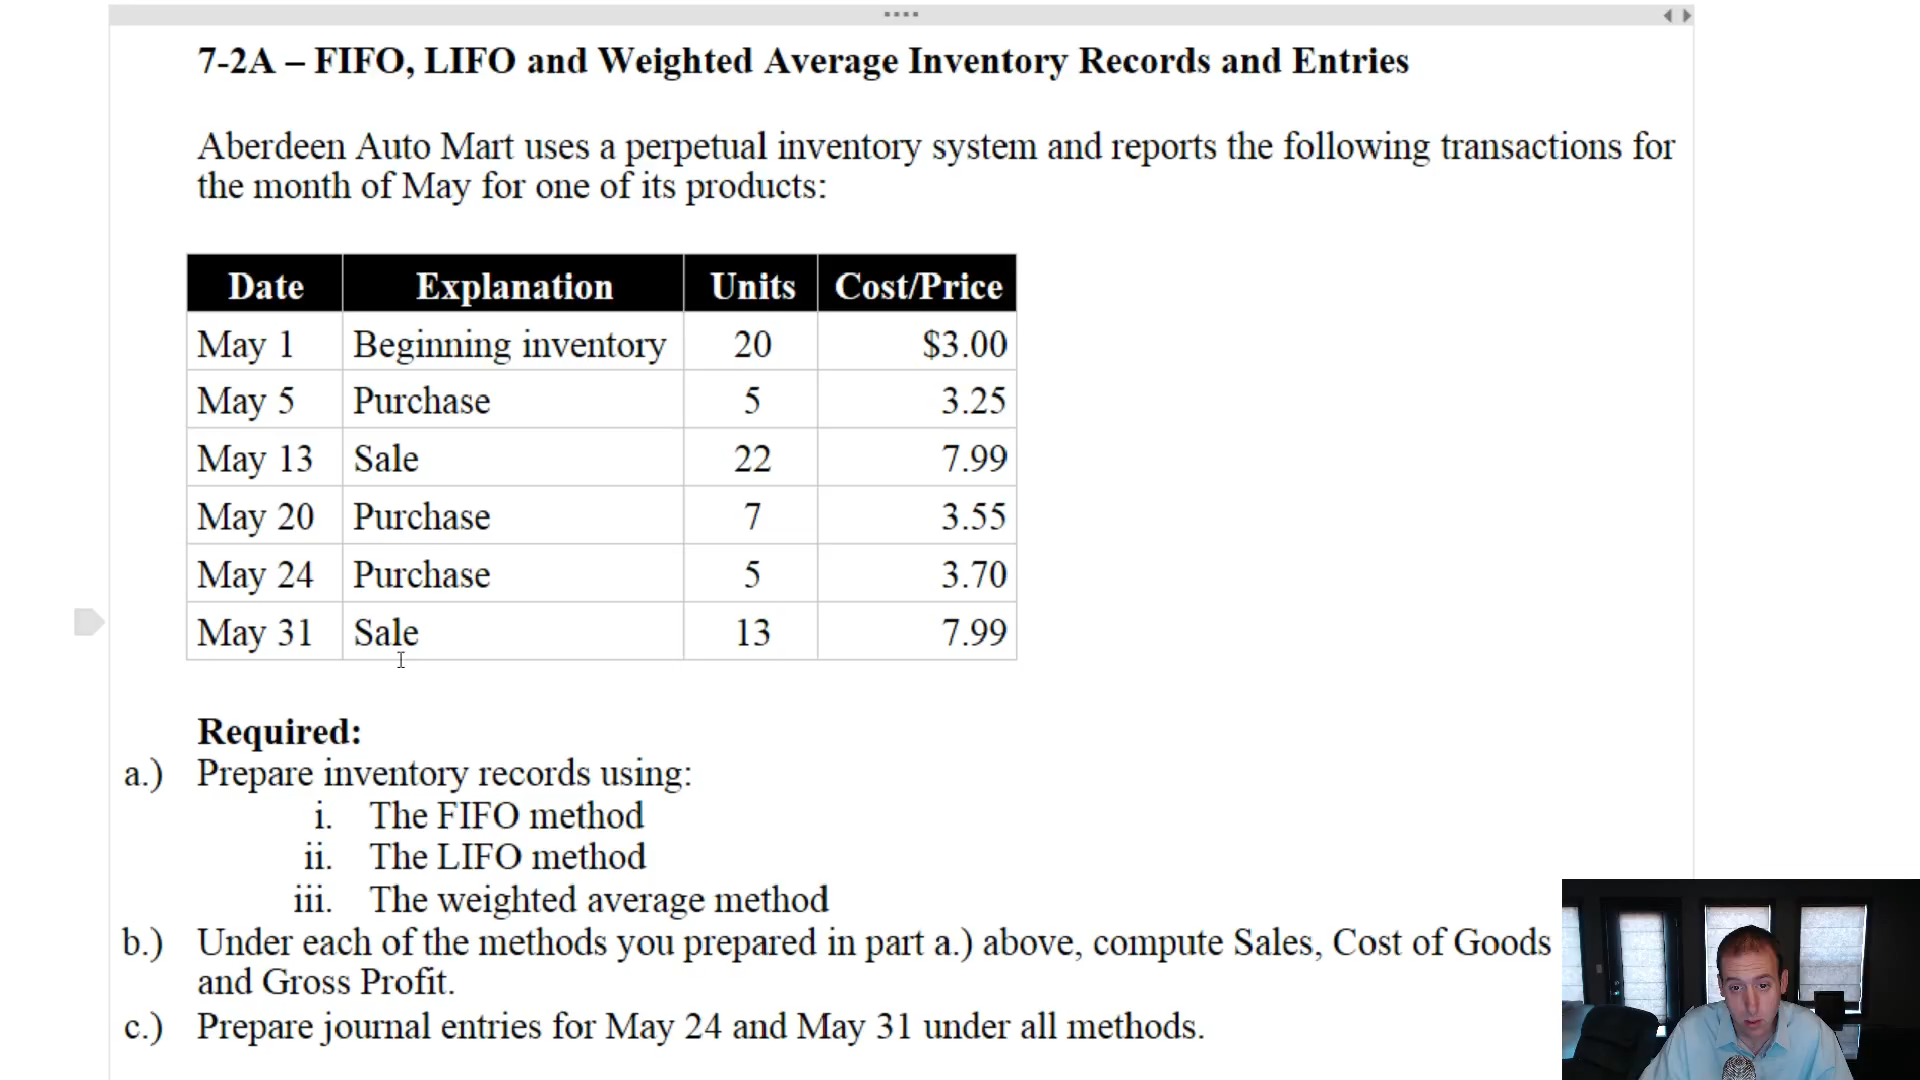 7-2A – FIFO, LIFO and Weighted Average Inventory Records and Entries
Aberdeen Auto Mart uses a perpetual inventory system and reports the following transactions for
the month of May for one of its products:
Date Explanation Units Cost/Price
May 1 Beginning inventory 20 $3.00
May 5 Purchase 5 3.25
May 13 Sale 22 7.99
May 20 Purchase 7 3.55
May 24 Purchase 5 3.70
May 31 Sale 13 7.99
Required:
a.) Prepare inventory records using:
i. The FIFO method
ii. The LIFO method
iii. The weighted average method
b.) Under each of the methods you prepared in part a.) above, compute Sales, Cost of Goods
and Gross Profit.
c.) Prepare journal entries for May 24 and May 31 under all methods.